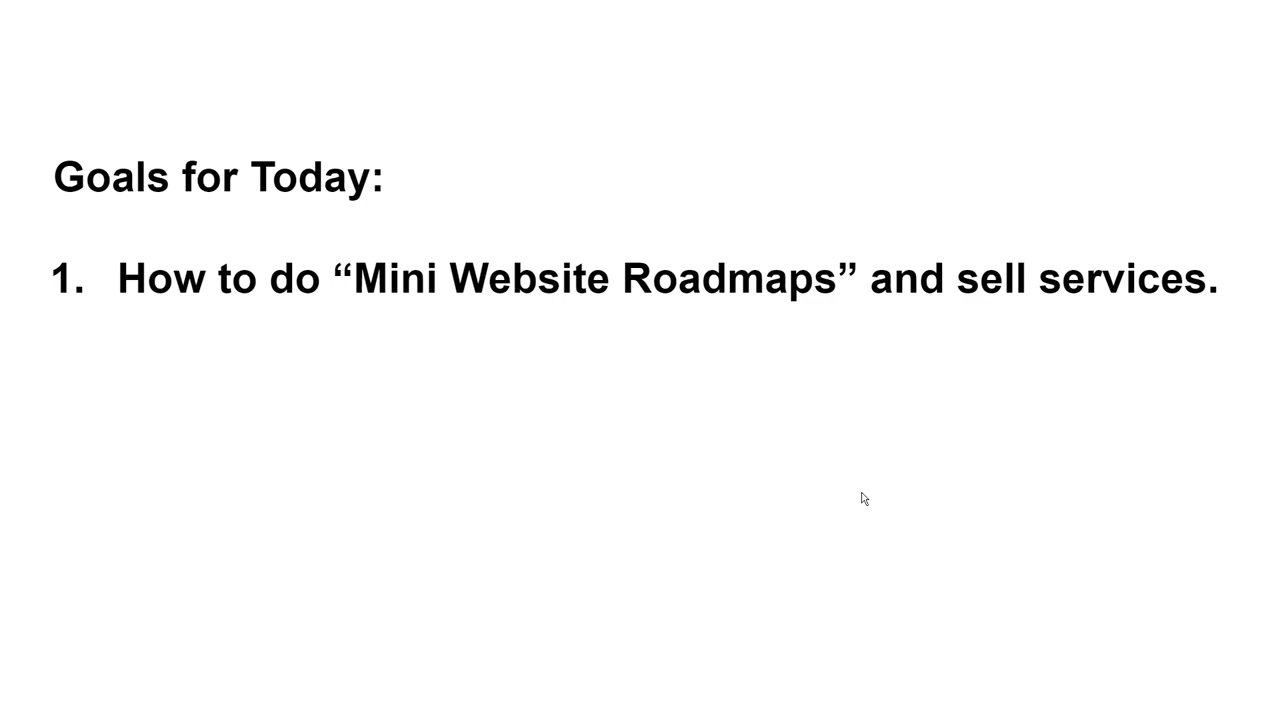 Goals for Today:
1. How to do “Mini Website Roadmaps” and sell services.